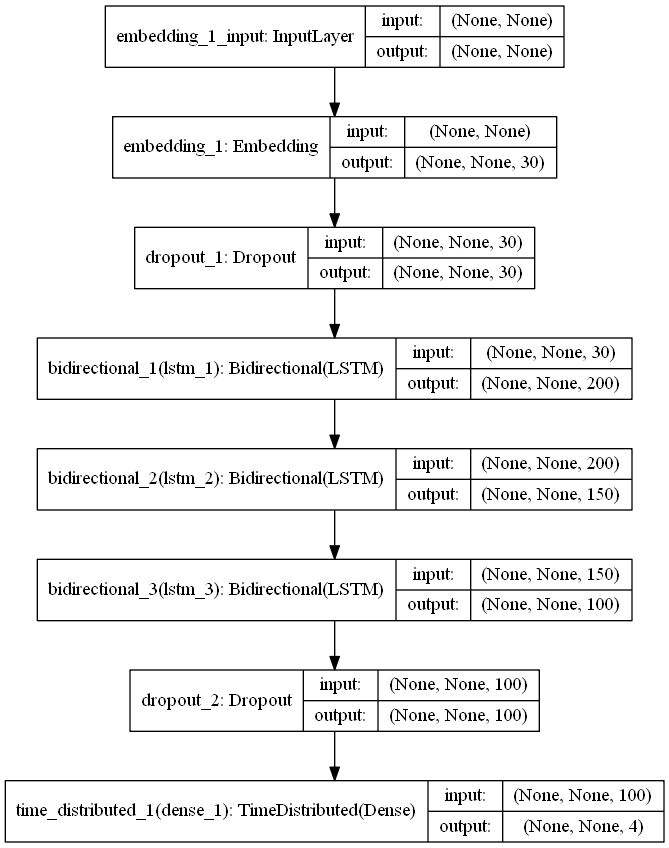 embedding_1_input: InputLayer
input: (None, None)
output: (None, None)
embedding_1: Embedding
input: (None, None)
output: (None, None, 30)
dropout_1: Dropout
input: (None, None, 30)
output: (None, None, 30)
bidirectional_1(lstm_1): Bidirectional(LSTM)
input: (None, None, 30)
output: (None, None, 200)
bidirectional_2(lstm_2): Bidirectional(LSTM)
input: (None, None, 200)
output: (None, None, 150)
bidirectional_3(lstm_3): Bidirectional(LSTM)
input: (None, None, 150)
output: (None, None, 100)
dropout_2: Dropout
input: (None, None, 100)
output: (None, None, 100)
time_distributed_1(dense_1): TimeDistributed(Dense)
input: (None, None, 100)
output: (None, None, 4)